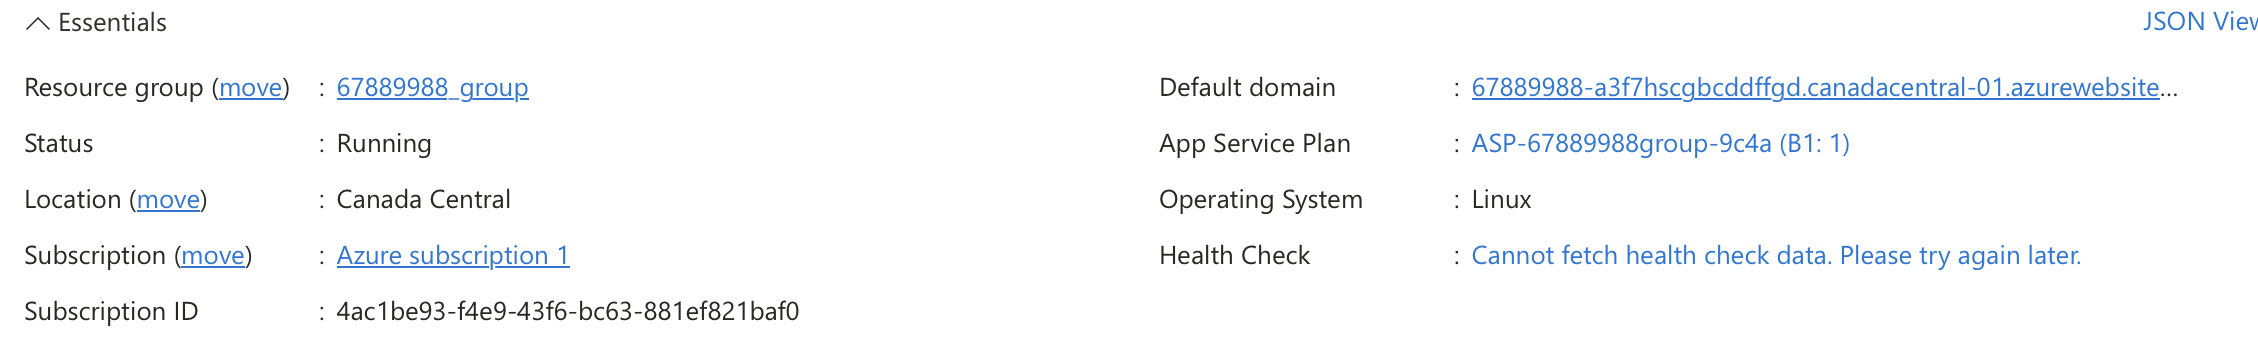 Essentials
JSON View
Resource group (move) : 67889988_group
Default domain : 67889988-a3f7hscgbcddffgd.canadacentral-01.azurewebsite...
Status : Running
App Service Plan : ASP-67889988group-9c4a (B1: 1)
Location (move) : Canada Central
Operating System : Linux
Subscription (move) : Azure subscription 1
Health Check : Cannot fetch health check data. Please try again later.
Subscription ID : 4ac1be93-f4e9-43f6-bc63-881ef821baf0